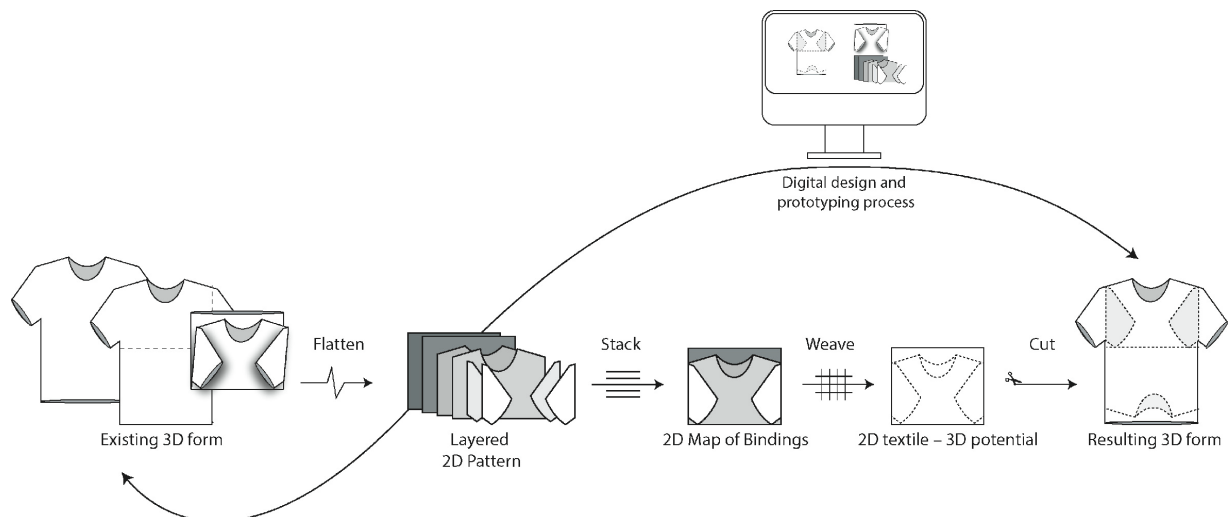 Digital design and
prototyping process
Flatten
Stack
Weave
Cut
Existing 3D form
Layered
2D Pattern
2D Map of Bindings
2D textile – 3D potential
Resulting 3D form